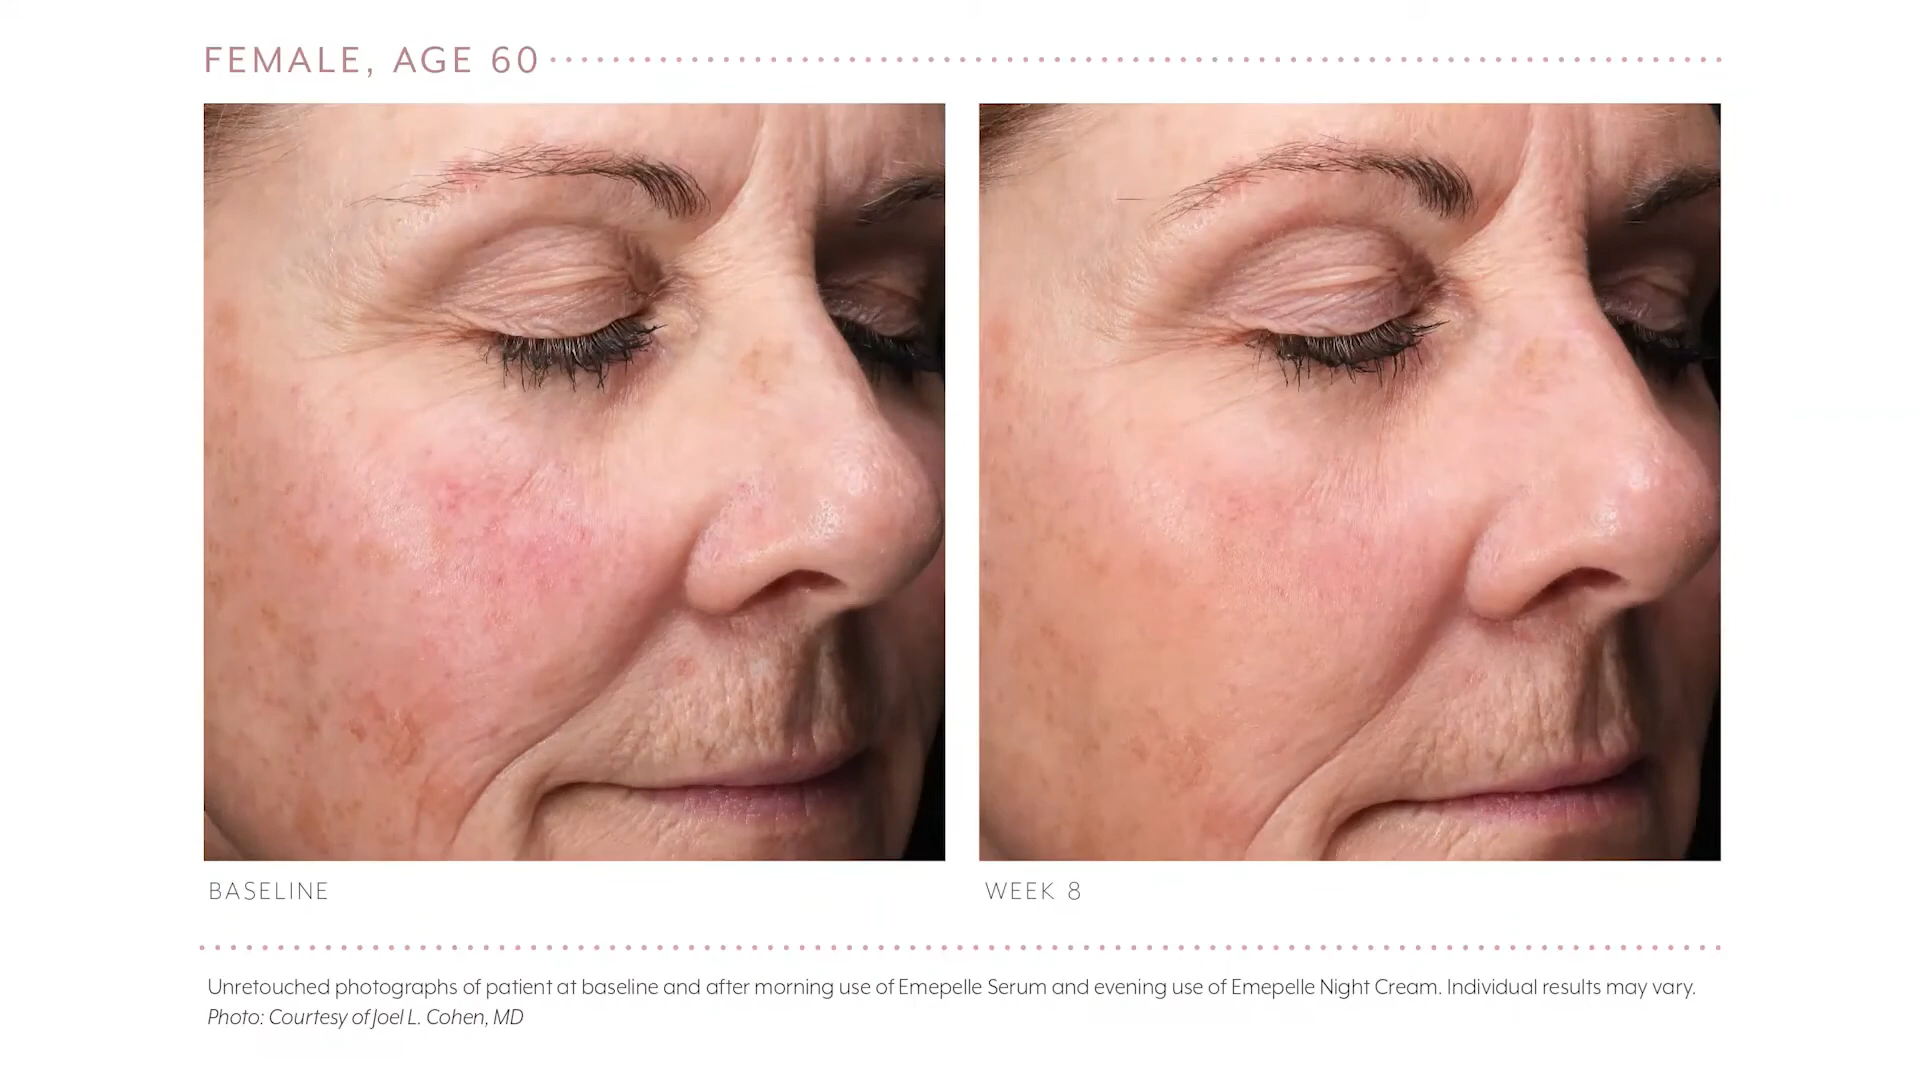 FEMALE, AGE 60
BASELINE
WEEK 8
Unretouched photographs of patient at baseline and after morning use of Emepelle Serum and evening use of Emepelle Night Cream. Individual results may vary.
Photo: Courtesy of Joel L. Cohen, MD